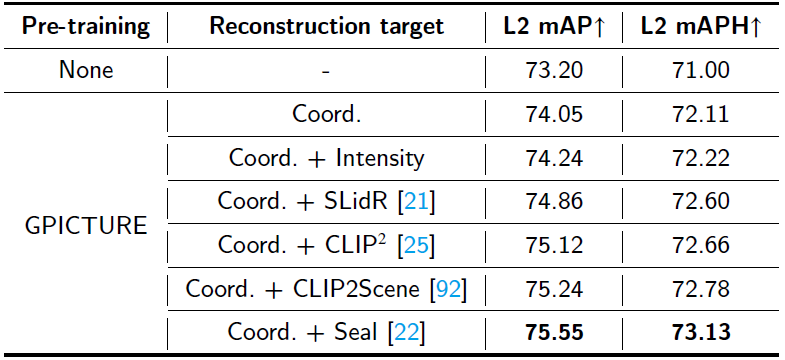 Pre-training Reconstruction target L2 mAP↑ L2 mAPH↑
None - 73.20 71.00
Coord. 74.05 72.11
Coord. + Intensity 74.24 72.22
Coord. + SLidR [21] 74.86 72.60
GPICTURE
Coord. + CLIP² [25] 75.12 72.66
Coord. + CLIP2Scene [92] 75.24 72.78
Coord. + Seal [22] 75.55 73.13